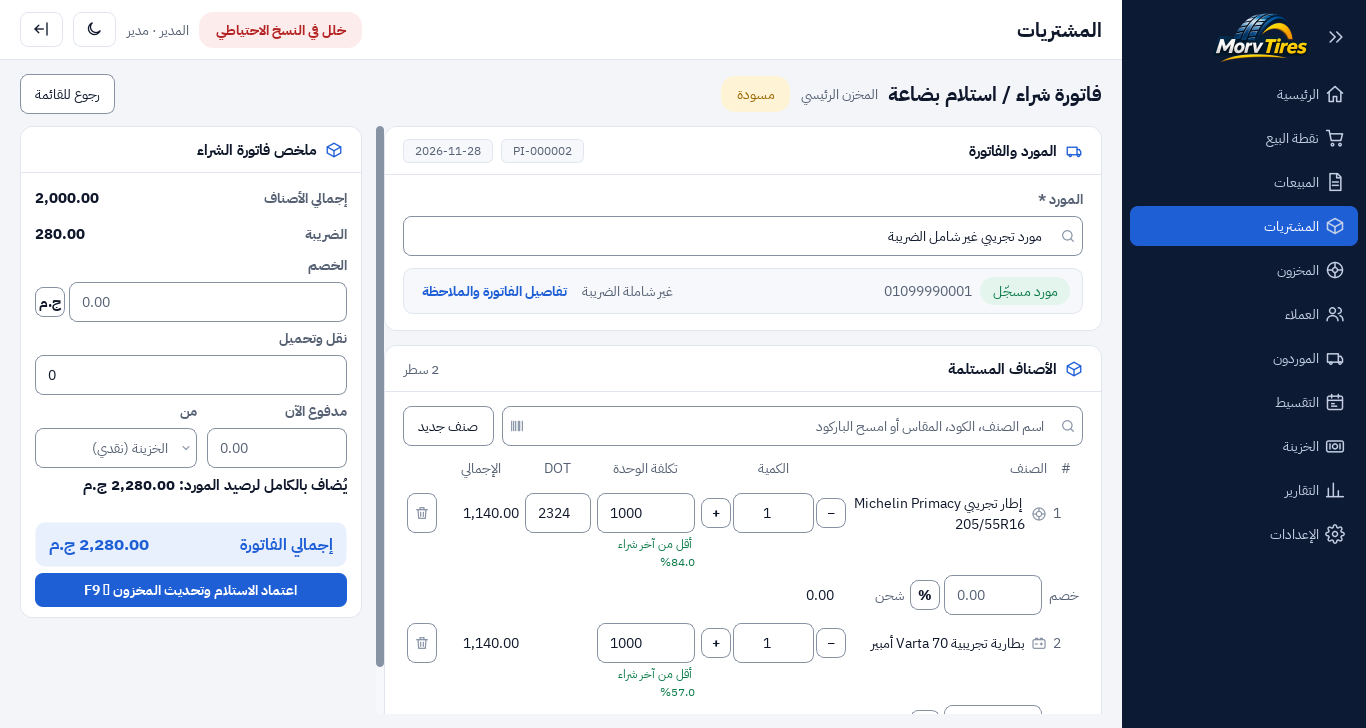 Morv Tires
الرئيسية
نقطة البيع
المبيعات
المشتريات
المخزون
العملاء
الموردون
التقسيط
الخزينة
التقارير
الإعدادات
المشتريات
خلل في النسخ الاحتياطي
المدير · مدير
فاتورة شراء / استلام بضاعة
المخزن الرئيسي
مسودة
رجوع للقائمة
المورد والفاتورة
PI-000002
2026-11-28
المورد *
مورد تجريبي غير شامل الضريبة
مورد مسجّل
01099990001
غير شاملة الضريبة
تفاصيل الفاتورة والملاحظة
الأصناف المستلمة
2 سطر
اسم الصنف، الكود، المقاس أو امسح الباركود
صنف جديد
# الصنف الكمية تكلفة الوحدة DOT الإجمالي
1 إطار تجريبي Michelin Primacy
205/55R16
− 1 + 1000 2324 1,140.00
أقل من آخر شراء
%84.0
خصم 0.00 % شحن 0.00
2 بطارية تجريبية Varta 70 أمبير − 1 + 1000 1,140.00
أقل من آخر شراء
%57.0
ملخص فاتورة الشراء
إجمالي الأصناف 2,000.00
الضريبة 280.00
الخصم
0.00 ج.م
نقل وتحميل
0
مدفوع الآن من
0.00 الخزينة (نقدي)
يُضاف بالكامل لرصيد المورد: 2,280.00 ج.م
إجمالي الفاتورة 2,280.00 ج.م
اعتماد الاستلام وتحديث المخزون F9